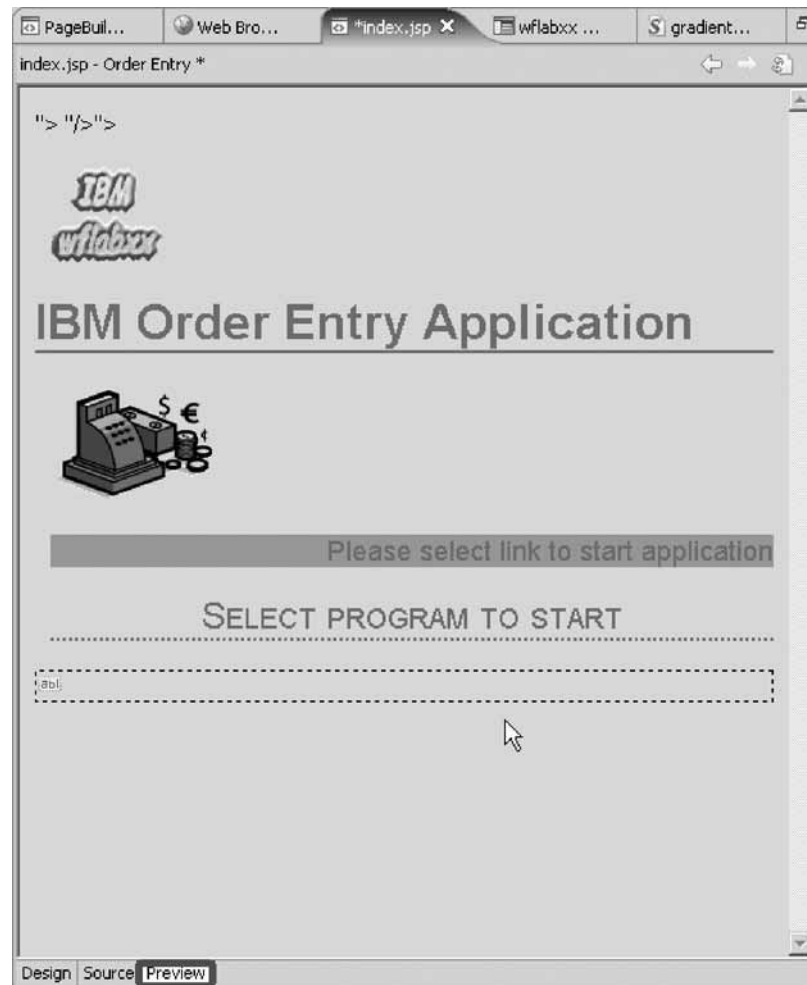 PageBuil... Web Bro... *index.jsp wflabxx ... gradient...
index.jsp - Order Entry *
"> "/>">
IBM
wflabxx
IBM Order Entry Application
$ € ¢
Please select link to start application
SELECT PROGRAM TO START
abl
Design Source Preview